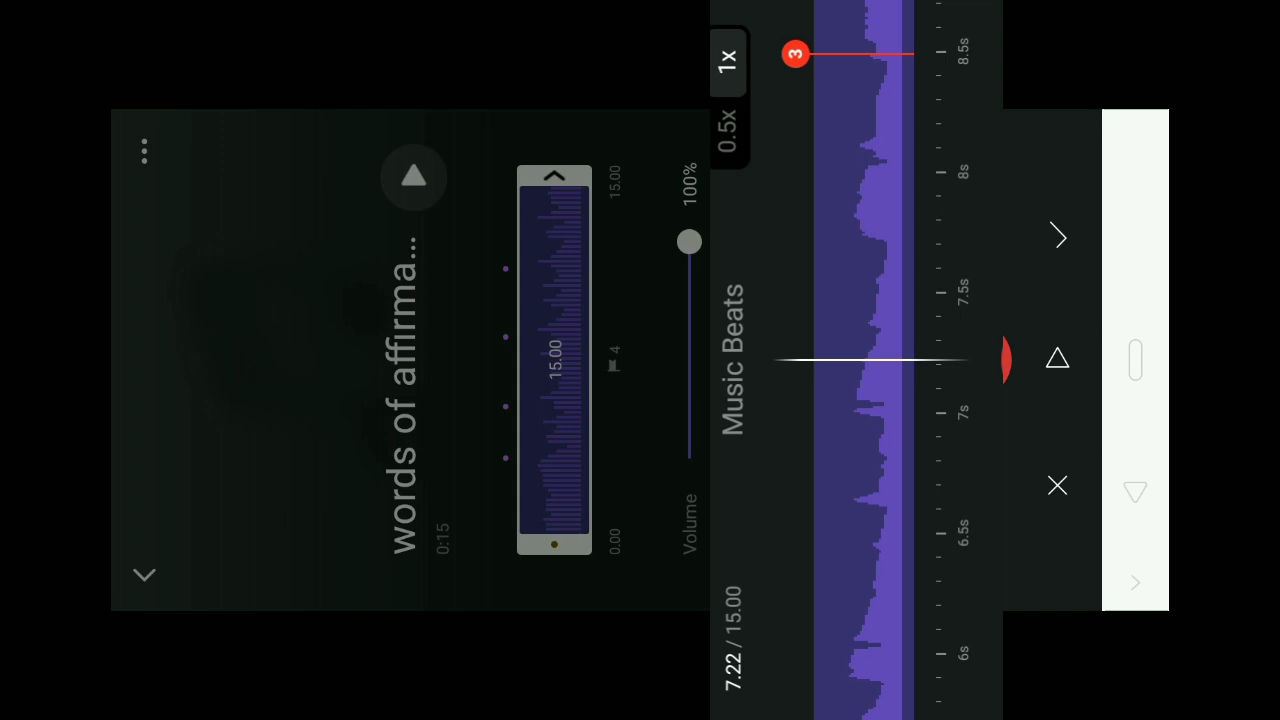 words of affirma...
0:15
15.00
0.00
4
15.00
Volume
100%
0.5x
1x
7.22 / 15.00
Music Beats
3
6s
6.5s
7s
7.5s
8s
8.5s